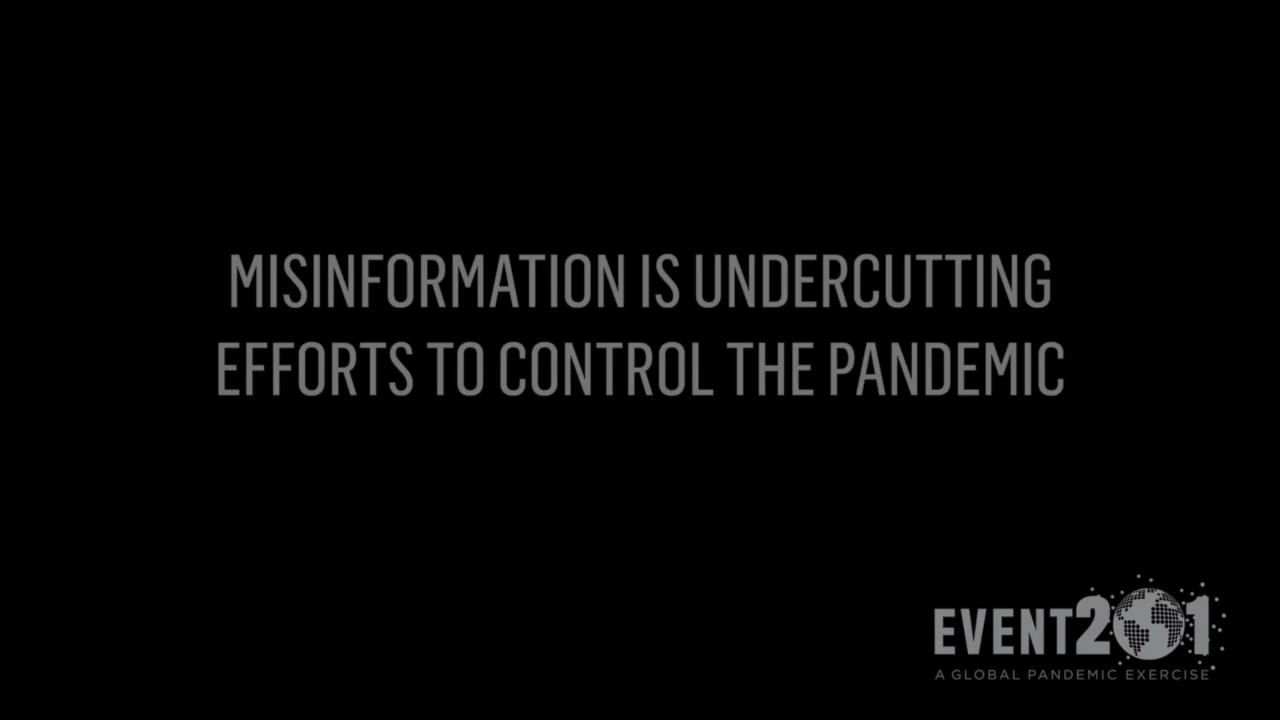 MISINFORMATION IS UNDERCUTTING
EFFORTS TO CONTROL THE PANDEMIC
EVENT201
A GLOBAL PANDEMIC EXERCISE